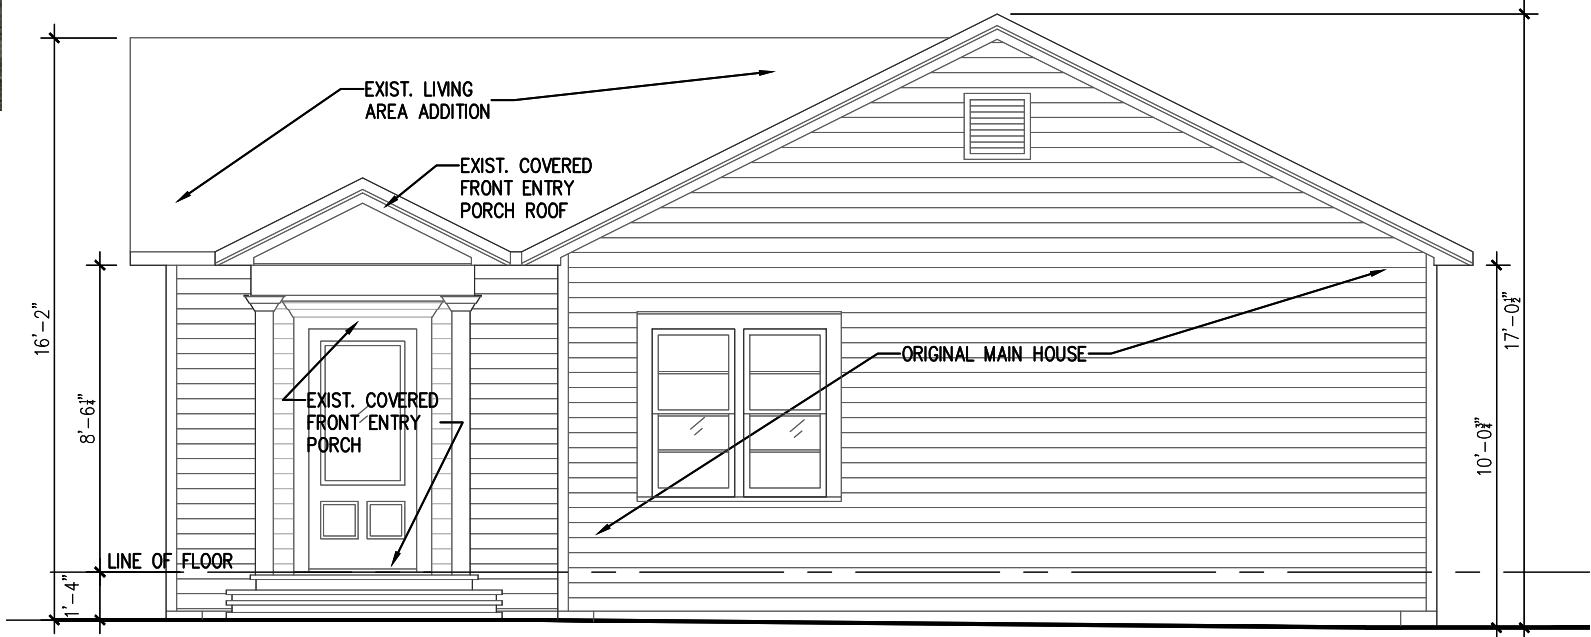 EXIST. LIVING
AREA ADDITION
EXIST. COVERED
FRONT ENTRY
PORCH ROOF
16'-2"
17'-0½"
ORIGINAL MAIN HOUSE
8'-6¼"
EXIST. COVERED
FRONT ENTRY
PORCH
10'-0¾"
LINE OF FLOOR
1'-4"